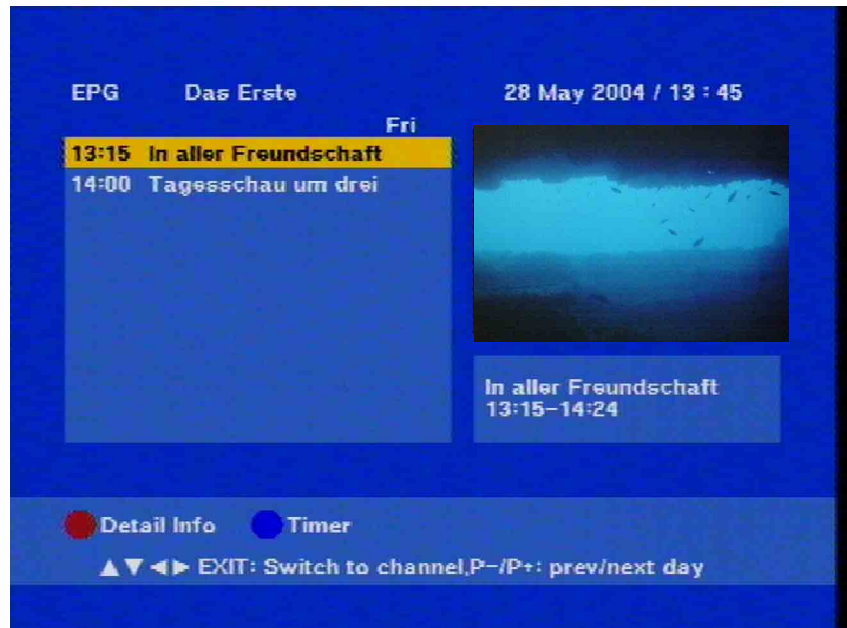 EPG Das Erste 28 May 2004 / 13 : 45
Fri
13:15 In aller Freundschaft
14:00 Tagesschau um drei
In aller Freundschaft
13:15-14:24
Detail Info Timer
▲▼◄► EXIT: Switch to channel,P-/P+: prev/next day